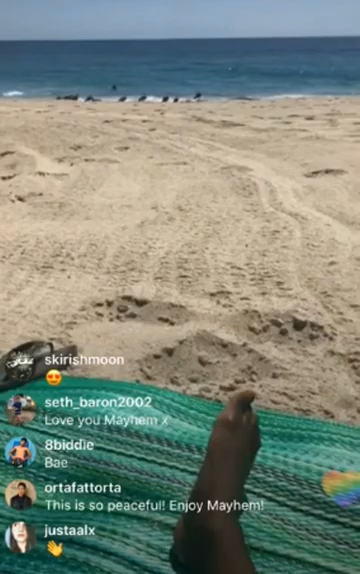 skirishmoon
😍
seth_baron2002
Love you Mayhem x
8biddie
Bae
ortafattorta
This is so peaceful! Enjoy Mayhem!
justaalx
👋